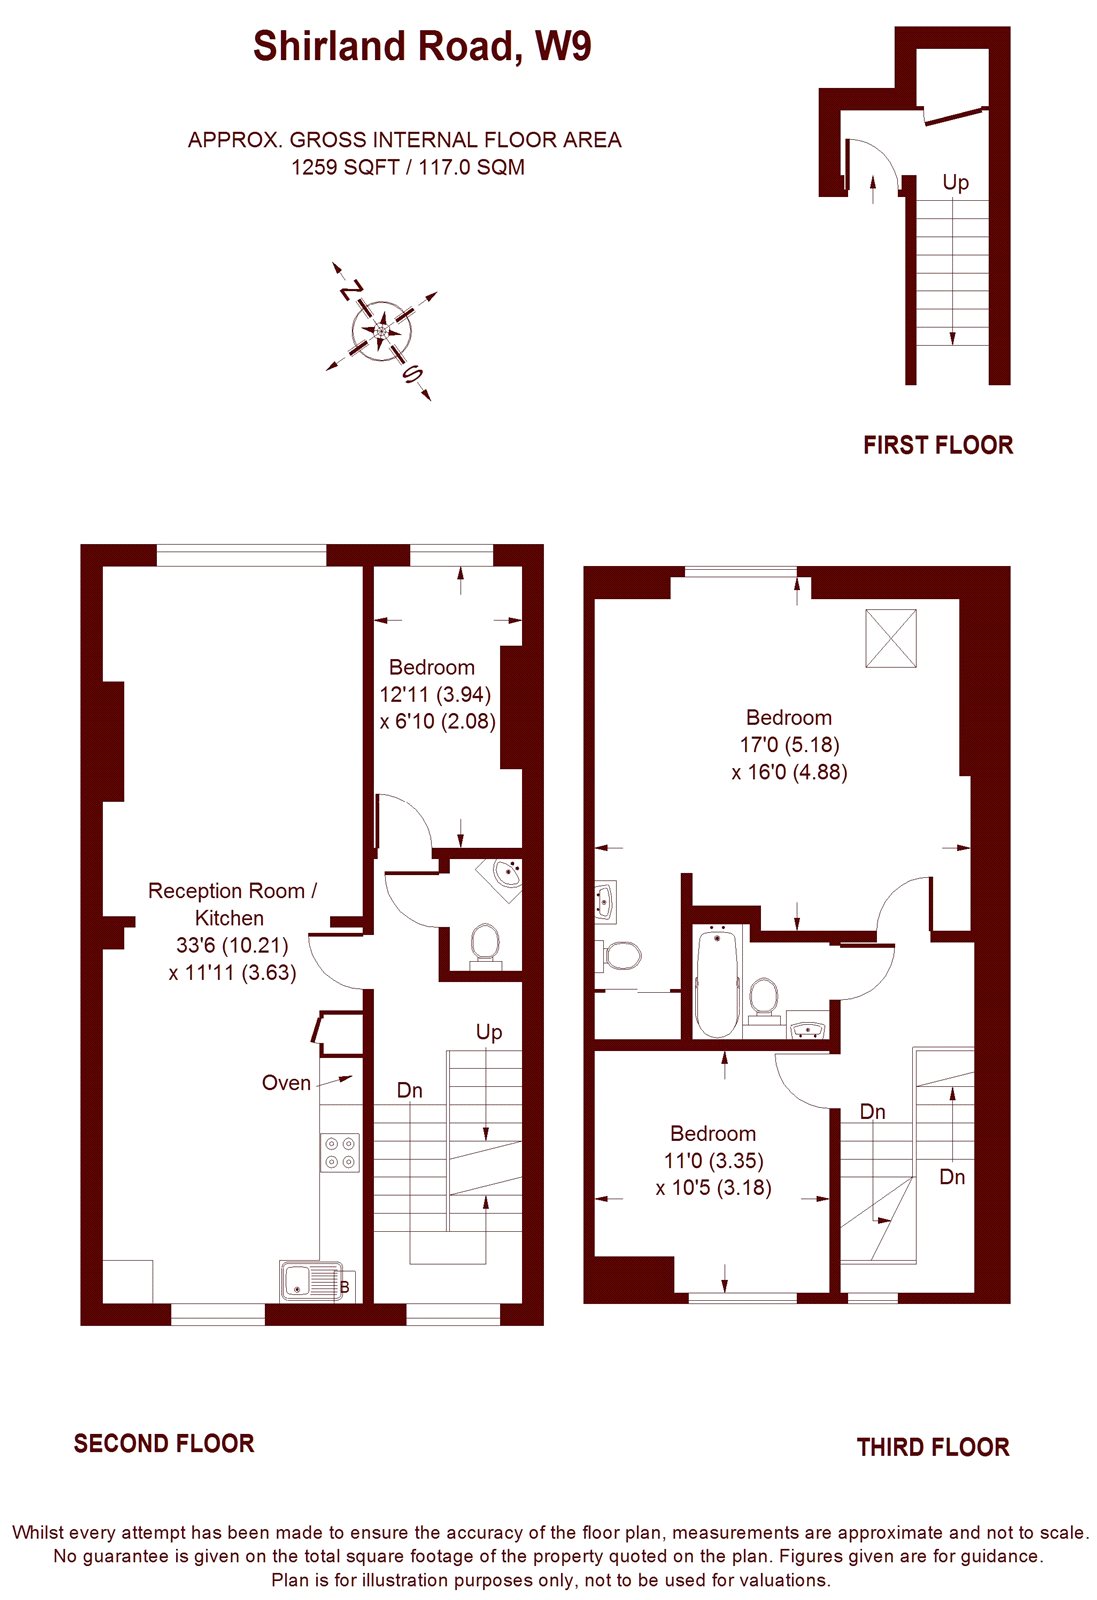 Shirland Road, W9
APPROX. GROSS INTERNAL FLOOR AREA
1259 SQFT / 117.0 SQM
N
S
Up
FIRST FLOOR
Bedroom
12'11 (3.94)
x 6'10 (2.08)
Reception Room /
Kitchen
33'6 (10.21)
x 11'11 (3.63)
Up
Oven
Dn
B
SECOND FLOOR
Bedroom
17'0 (5.18)
x 16'0 (4.88)
Bedroom
11'0 (3.35)
x 10'5 (3.18)
Dn
Dn
THIRD FLOOR
Whilst every attempt has been made to ensure the accuracy of the floor plan, measurements are approximate and not to scale.
No guarantee is given on the total square footage of the property quoted on the plan. Figures given are for guidance.
Plan is for illustration purposes only, not to be used for valuations.